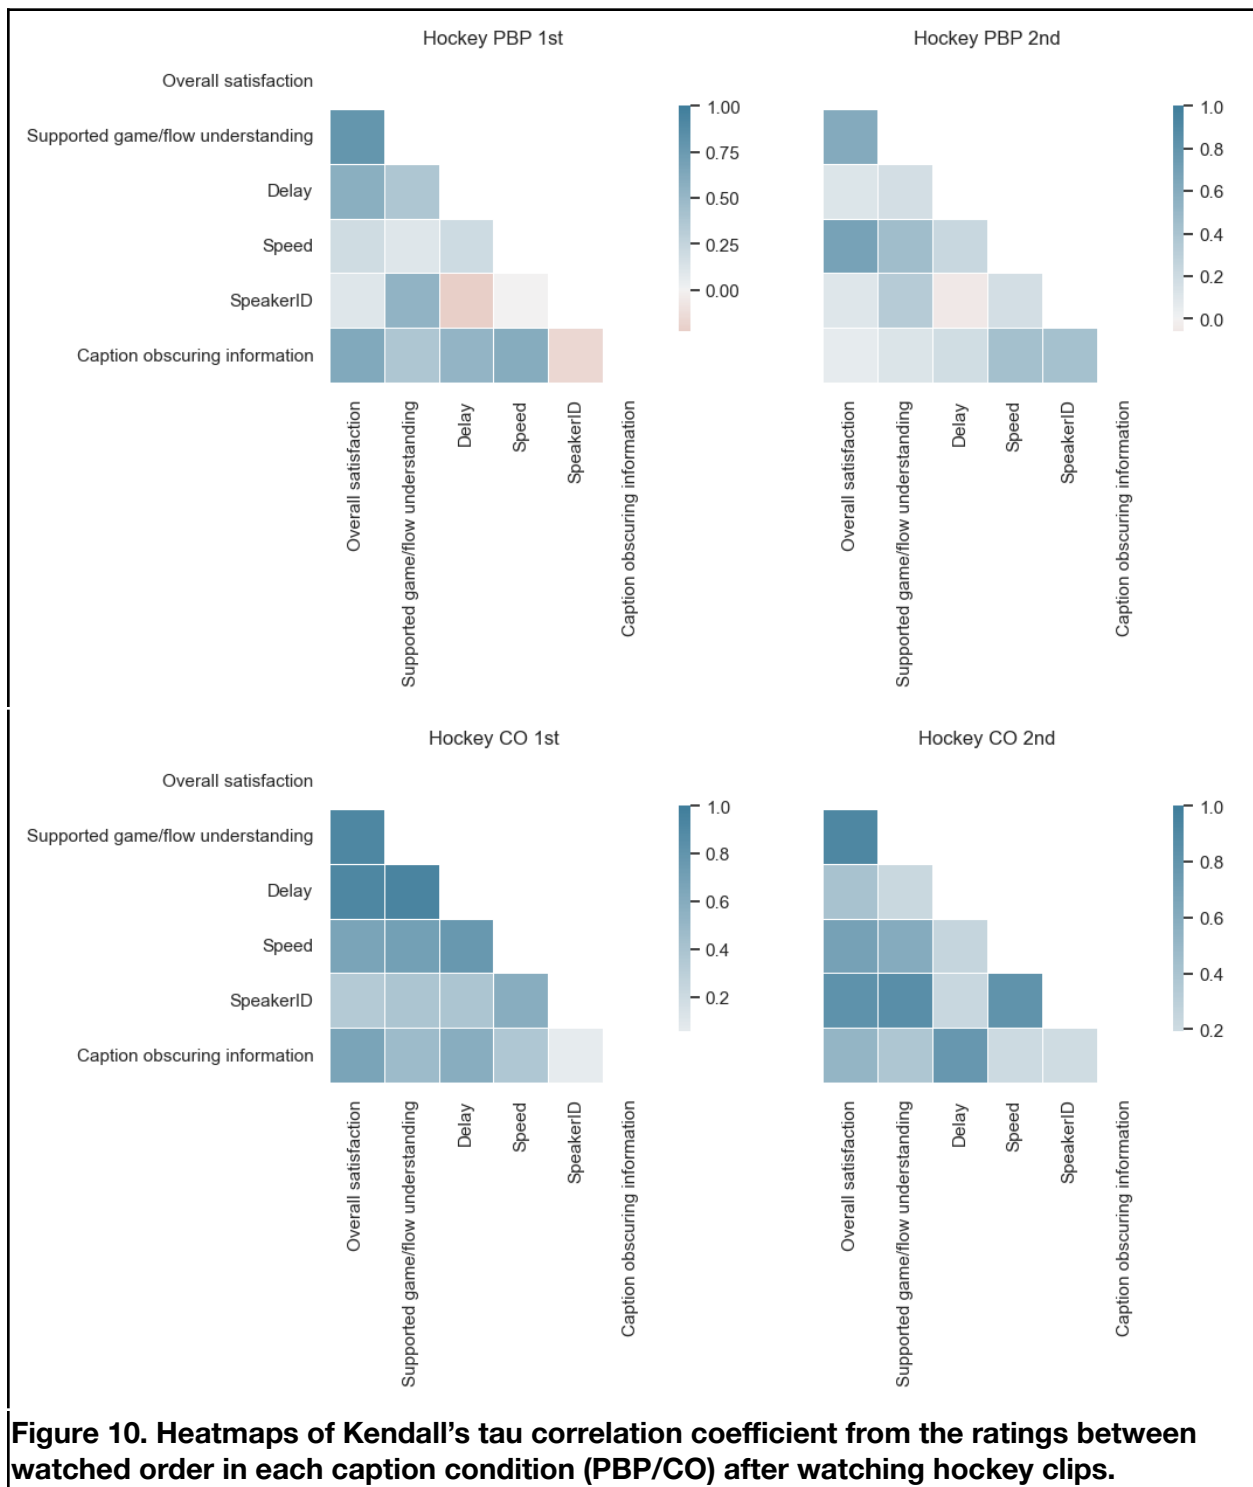 Hockey PBP 1st
Overall satisfaction
Supported game/flow understanding
Delay
Speed
SpeakerID
Caption obscuring information
1.00
0.75
0.50
0.25
0.00
Overall satisfaction
Supported game/flow understanding
Delay
Speed
SpeakerID
Caption obscuring information
Hockey PBP 2nd
1.0
0.8
0.6
0.4
0.2
0.0
Overall satisfaction
Supported game/flow understanding
Delay
Speed
SpeakerID
Caption obscuring information
Hockey CO 1st
Overall satisfaction
Supported game/flow understanding
Delay
Speed
SpeakerID
Caption obscuring information
1.0
0.8
0.6
0.4
0.2
Overall satisfaction
Supported game/flow understanding
Delay
Speed
SpeakerID
Caption obscuring information
Hockey CO 2nd
1.0
0.8
0.6
0.4
0.2
Overall satisfaction
Supported game/flow understanding
Delay
Speed
SpeakerID
Caption obscuring information
Figure 10. Heatmaps of Kendall’s tau correlation coefficient from the ratings between
watched order in each caption condition (PBP/CO) after watching hockey clips.